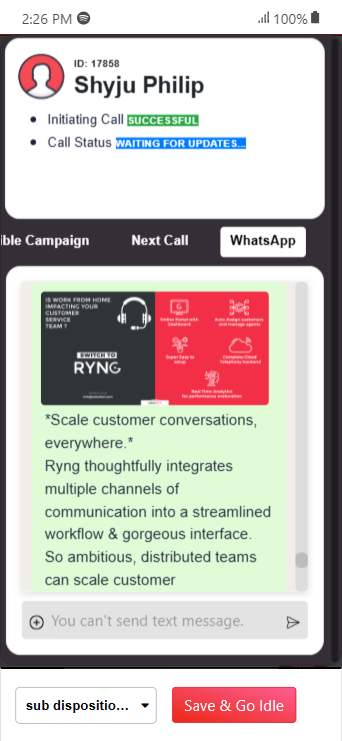 2:26 PM
100%
ID: 17858
Shyju Philip
Initiating Call SUCCESSFUL
Call Status WAITING FOR UPDATES...
ible Campaign
Next Call
WhatsApp
IS WORK FROM HOME
IMPACTING YOUR
CUSTOMER
SERVICE
TEAM ?
SWITCH TO
RYNG
Online Portal with
Dashboard
Auto Assign customers
and manage agents
Super Easy to
setup
Complete Cloud
Telephony backend
Real Time Analytics
for performance evaluation
*Scale customer conversations,
everywhere.*
Ryng thoughtfully integrates
multiple channels of
communication into a streamlined
workflow & gorgeous interface.
So ambitious, distributed teams
can scale customer
You can't send text message.
sub dispositio...
Save & Go Idle